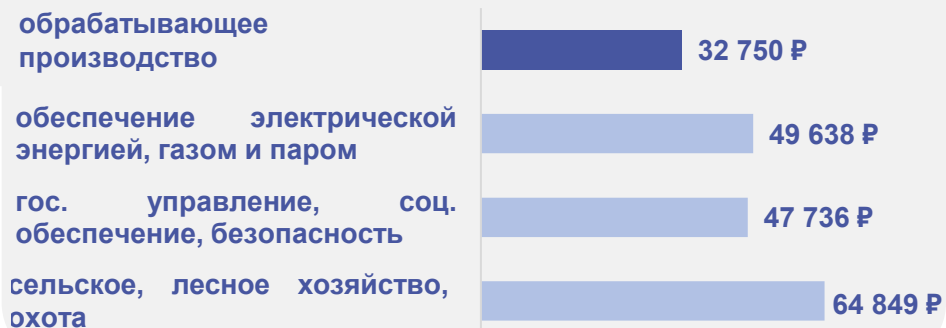 обрабатывающее
производство
32 750 ₽
обеспечение электрической
энергией, газом и паром
49 638 ₽
гос. управление, соц.
обеспечение, безопасность
47 736 ₽
сельское, лесное хозяйство,
охота
64 849 ₽